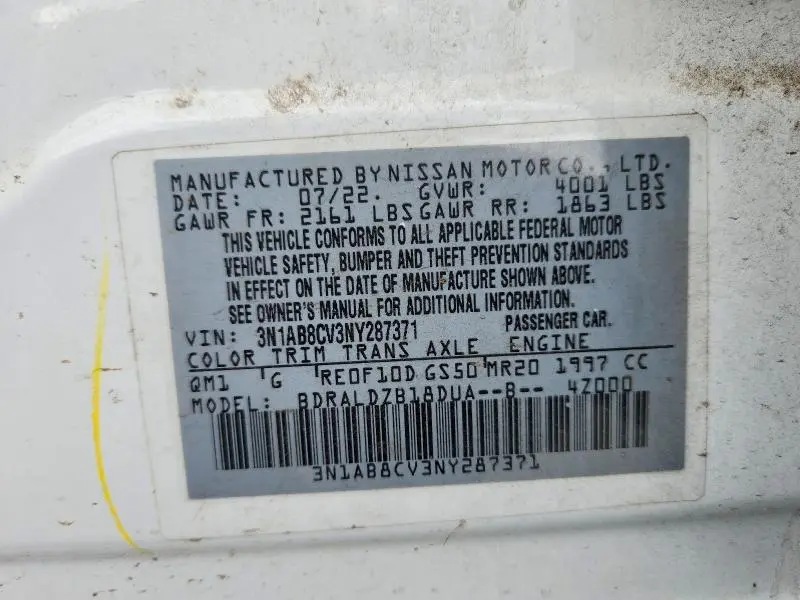 MANUFACTURED BY NISSAN MOTOR CO., LTD.
DATE: 07/22. GVWR: 4001 LBS
GAWR FR: 2161 LBS GAWR RR: 1863 LBS
THIS VEHICLE CONFORMS TO ALL APPLICABLE FEDERAL MOTOR
VEHICLE SAFETY, BUMPER AND THEFT PREVENTION STANDARDS
IN EFFECT ON THE DATE OF MANUFACTURE SHOWN ABOVE.
SEE OWNER'S MANUAL FOR ADDITIONAL INFORMATION.
VIN: 3N1AB8CV3NY287371 PASSENGER CAR.
COLOR TRIM TRANS AXLE ENGINE
QM1 G RE0F10D GS50 MR20 1997 CC
MODEL: BDRALDZB18DUA--B-- 4Z000
3N1AB8CV3NY287371